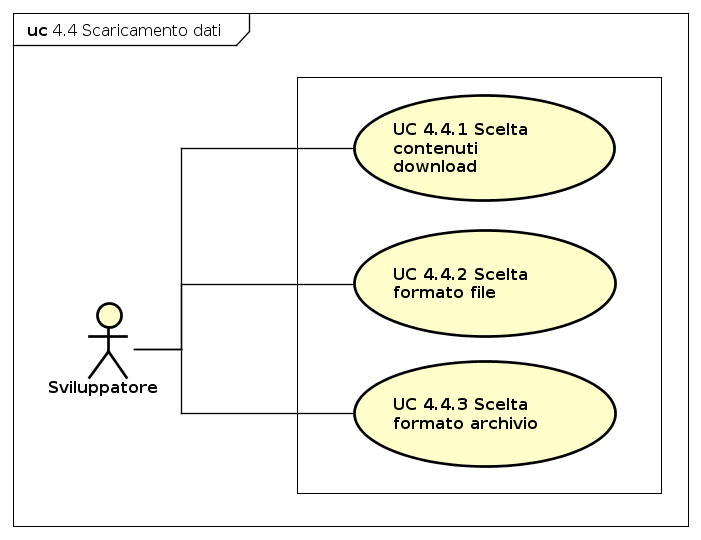 uc 4.4 Scaricamento dati
UC 4.4.1 Scelta
contenuti
download
UC 4.4.2 Scelta
formato file
Sviluppatore
UC 4.4.3 Scelta
formato archivio